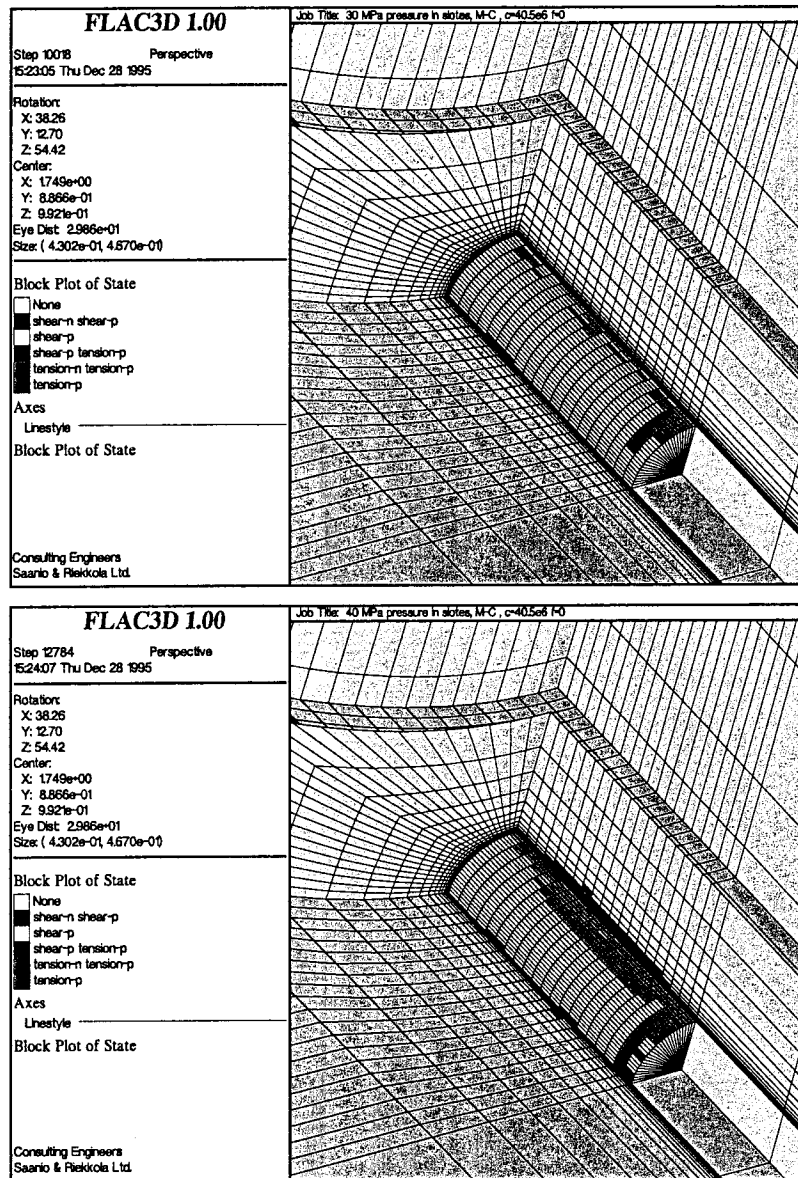 FLAC3D 1.00
Job Title: 30 MPa pressure in slotes, M-C , c=40.5e6 f=0
Step 10018 Perspective
15:23:05 Thu Dec 28 1995
Rotation:
X: 38.26
Y: 12.70
Z: 54.42
Center:
X: 1.749e+00
Y: 8.866e-01
Z: 9.921e-01
Eye Dist: 2.986e+01
Size: ( 4.302e-01, 4.670e-01)
Block Plot of State
None
shear-n shear-p
shear-p
shear-p tension-p
tension-n tension-p
tension-p
Axes
Linestyle
Block Plot of State
Consulting Engineers
Saanio & Riekkola Ltd.
FLAC3D 1.00
Job Title: 40 MPa pressure in slotes, M-C , c=40.5e6 f=0
Step 12784 Perspective
15:24:07 Thu Dec 28 1995
Rotation:
X: 38.26
Y: 12.70
Z: 54.42
Center:
X: 1.749e+00
Y: 8.866e-01
Z: 9.921e-01
Eye Dist: 2.986e+01
Size: ( 4.302e-01, 4.670e-01)
Block Plot of State
None
shear-n shear-p
shear-p
shear-p tension-p
tension-n tension-p
tension-p
Axes
Linestyle
Block Plot of State
Consulting Engineers
Saanio & Riekkola Ltd.